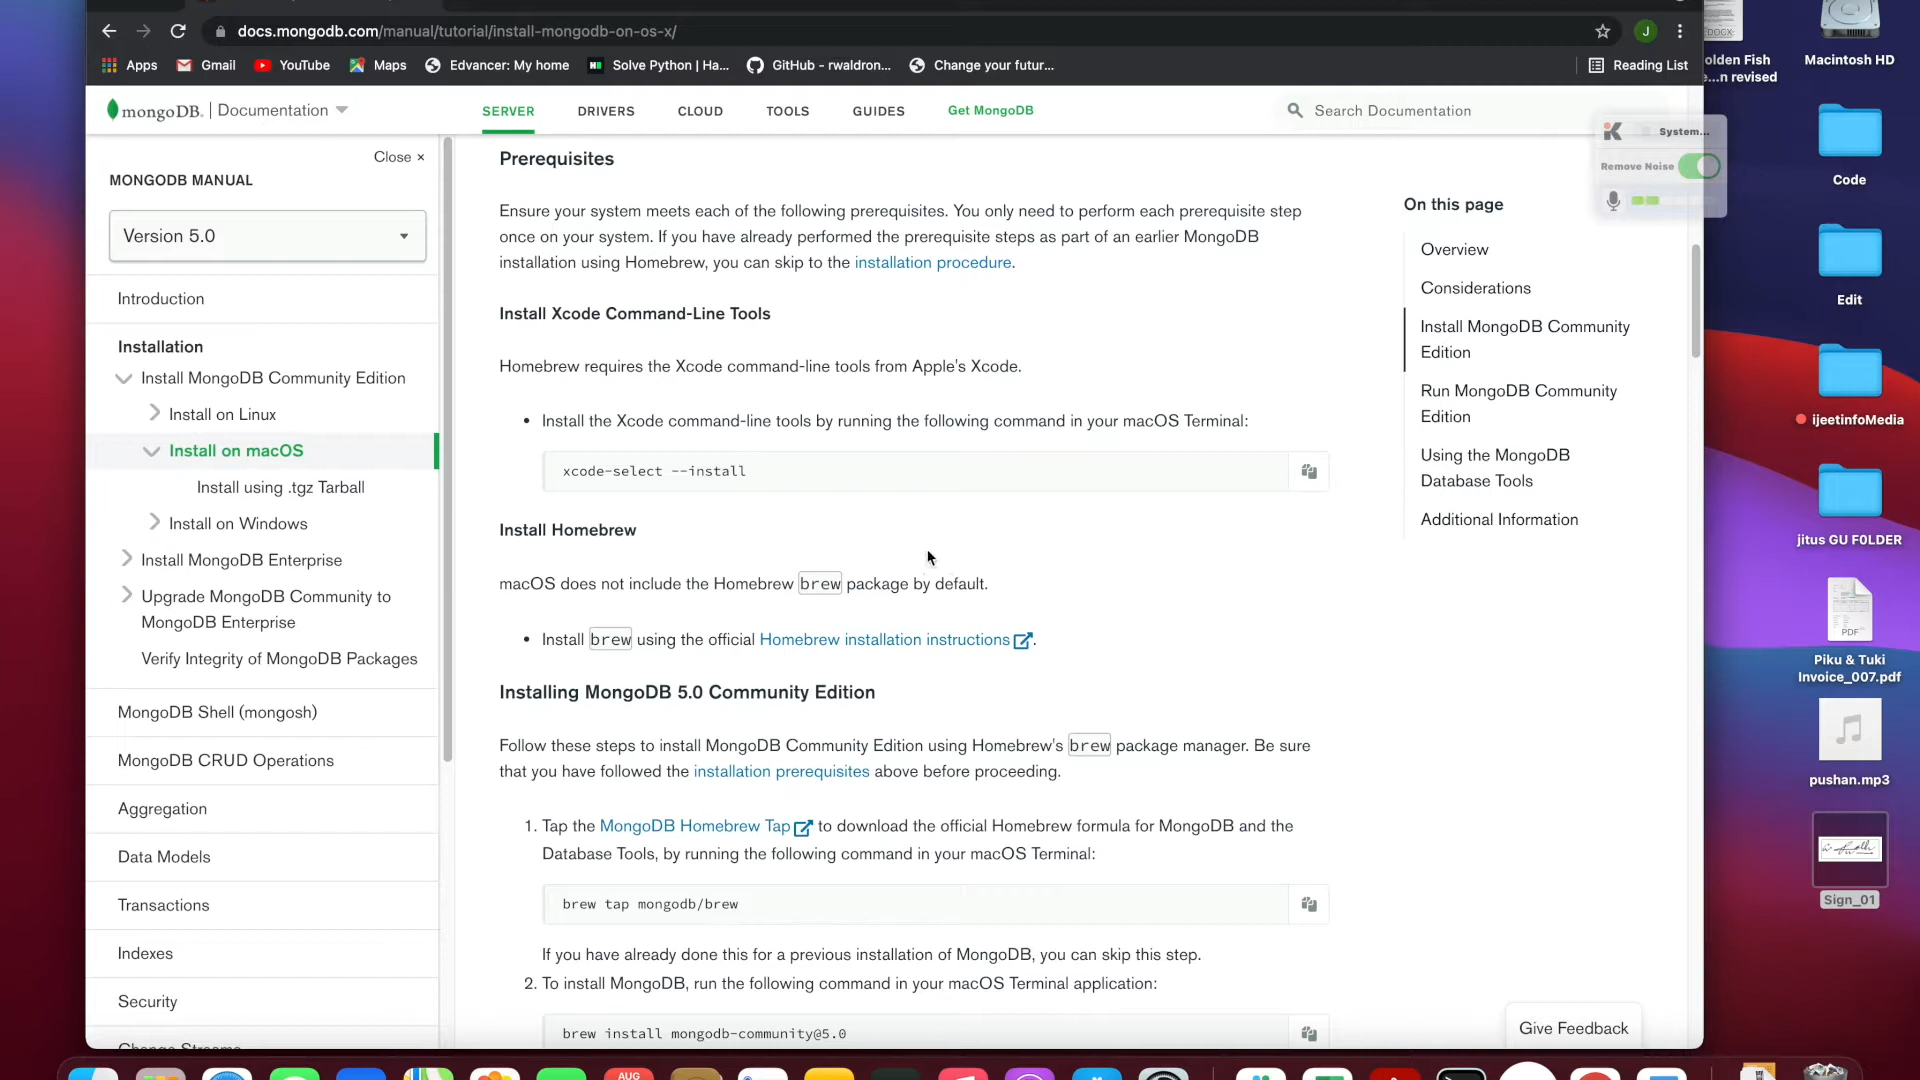 docs.mongodb.com/manual/tutorial/install-mongodb-on-os-x/
J
Apps
Gmail
YouTube
Maps
Edvancer: My home
Solve Python | Ha...
GitHub - rwaldron...
Change your futur...
Reading List
mongoDB. | Documentation
SERVER
DRIVERS
CLOUD
TOOLS
GUIDES
Get MongoDB
Search Documentation
Close ×
MONGODB MANUAL
Version 5.0
Introduction
Installation
Install MongoDB Community Edition
Install on Linux
Install on macOS
Install using .tgz Tarball
Install on Windows
Install MongoDB Enterprise
Upgrade MongoDB Community to
MongoDB Enterprise
Verify Integrity of MongoDB Packages
MongoDB Shell (mongosh)
MongoDB CRUD Operations
Aggregation
Data Models
Transactions
Indexes
Security
Change Streams
Prerequisites
Ensure your system meets each of the following prerequisites. You only need to perform each prerequisite step
once on your system. If you have already performed the prerequisite steps as part of an earlier MongoDB
installation using Homebrew, you can skip to the installation procedure.
Install Xcode Command-Line Tools
Homebrew requires the Xcode command-line tools from Apple's Xcode.
• Install the Xcode command-line tools by running the following command in your macOS Terminal:
xcode-select --install
Install Homebrew
macOS does not include the Homebrew brew package by default.
• Install brew using the official Homebrew installation instructions.
Installing MongoDB 5.0 Community Edition
Follow these steps to install MongoDB Community Edition using Homebrew's brew package manager. Be sure
that you have followed the installation prerequisites above before proceeding.
1. Tap the MongoDB Homebrew Tap to download the official Homebrew formula for MongoDB and the
Database Tools, by running the following command in your macOS Terminal:
brew tap mongodb/brew
If you have already done this for a previous installation of MongoDB, you can skip this step.
2. To install MongoDB, run the following command in your macOS Terminal application:
brew install mongodb-community@5.0
On this page
Overview
Considerations
Install MongoDB Community
Edition
Run MongoDB Community
Edition
Using the MongoDB
Database Tools
Additional Information
Give Feedback
System...
Remove Noise
DOCX
olden Fish
e...n revised
Macintosh HD
Code
Edit
ijeetinfoMedia
jitus GU F0LDER
PDF
Piku & Tuki
Invoice_007.pdf
pushan.mp3
Sign_01
AUG